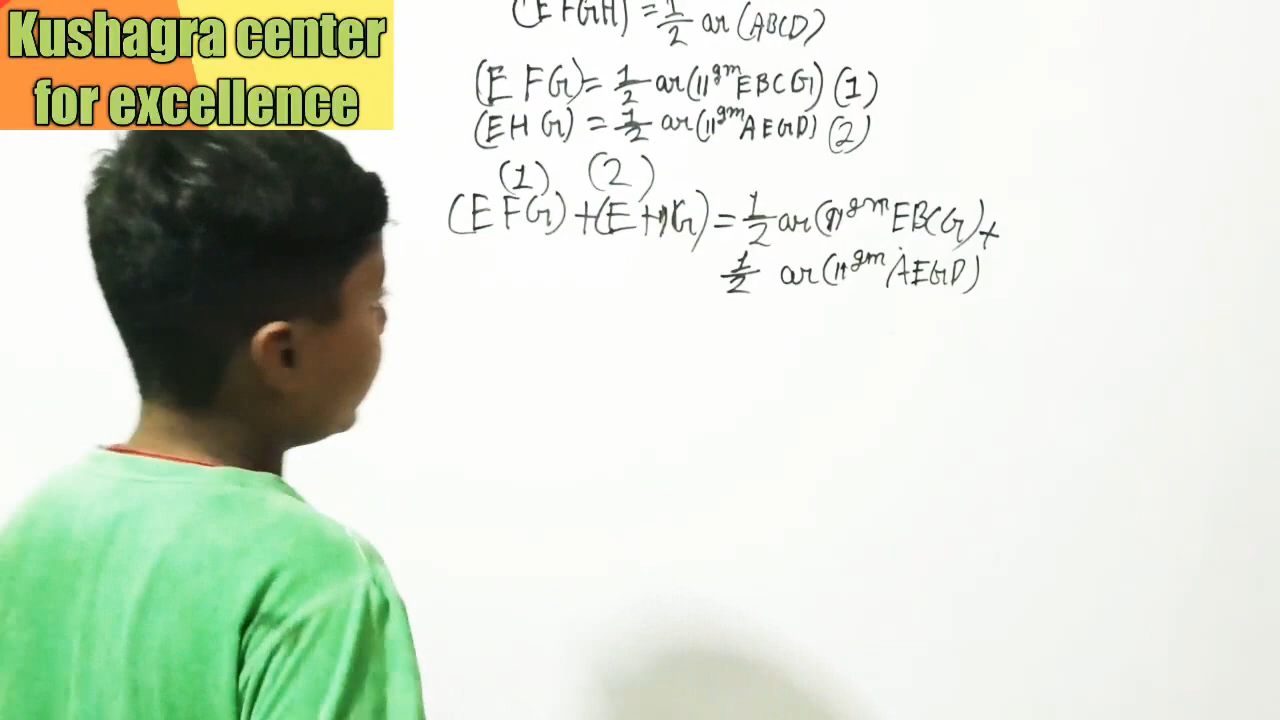 Kushagra center
for excellence
(EFGH) = 1/2 ar (ABCD)
(EFG) = 1/2 ar(||gm EBCG) (1)
(EHG) = 1/2 ar(||gm AEGD) (2)
(1) (2)
(EFG) + (EHG) = 1/2 ar(||gm EBCG) +
1/2 ar(||gm AEGD)